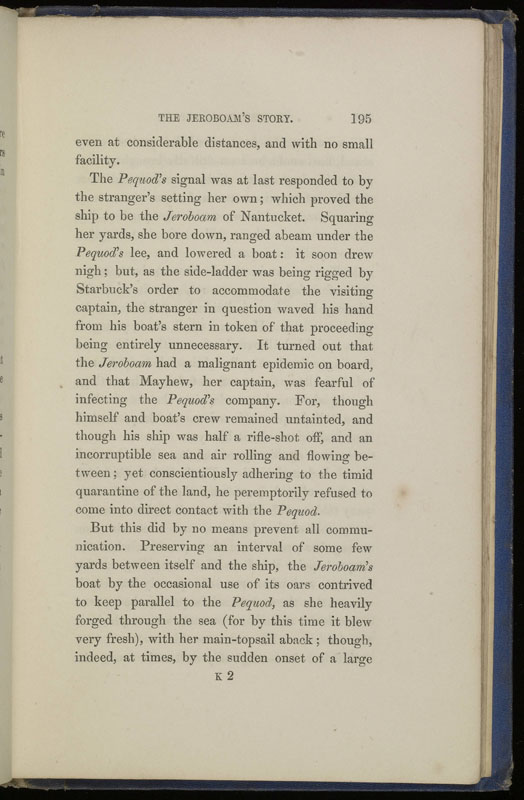 THE JEROBOAM'S STORY. 195
even at considerable distances, and with no small
facility.
The Pequod's signal was at last responded to by
the stranger's setting her own; which proved the
ship to be the Jeroboam of Nantucket. Squaring
her yards, she bore down, ranged abeam under the
Pequod's lee, and lowered a boat: it soon drew
nigh; but, as the side-ladder was being rigged by
Starbuck's order to accommodate the visiting
captain, the stranger in question waved his hand
from his boat's stern in token of that proceeding
being entirely unnecessary. It turned out that
the Jeroboam had a malignant epidemic on board,
and that Mayhew, her captain, was fearful of
infecting the Pequod's company. For, though
himself and boat's crew remained untainted, and
though his ship was half a rifle-shot off, and an
incorruptible sea and air rolling and flowing be-
tween; yet conscientiously adhering to the timid
quarantine of the land, he peremptorily refused to
come into direct contact with the Pequod.
But this did by no means prevent all commu-
nication. Preserving an interval of some few
yards between itself and the ship, the Jeroboam's
boat by the occasional use of its oars contrived
to keep parallel to the Pequod, as she heavily
forged through the sea (for by this time it blew
very fresh), with her main-topsail aback; though,
indeed, at times, by the sudden onset of a large
K 2